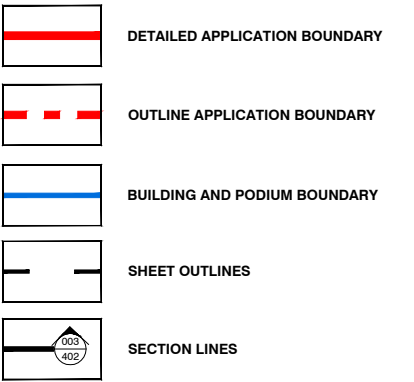 DETAILED APPLICATION BOUNDARY
OUTLINE APPLICATION BOUNDARY
BUILDING AND PODIUM BOUNDARY
SHEET OUTLINES
003
402
SECTION LINES